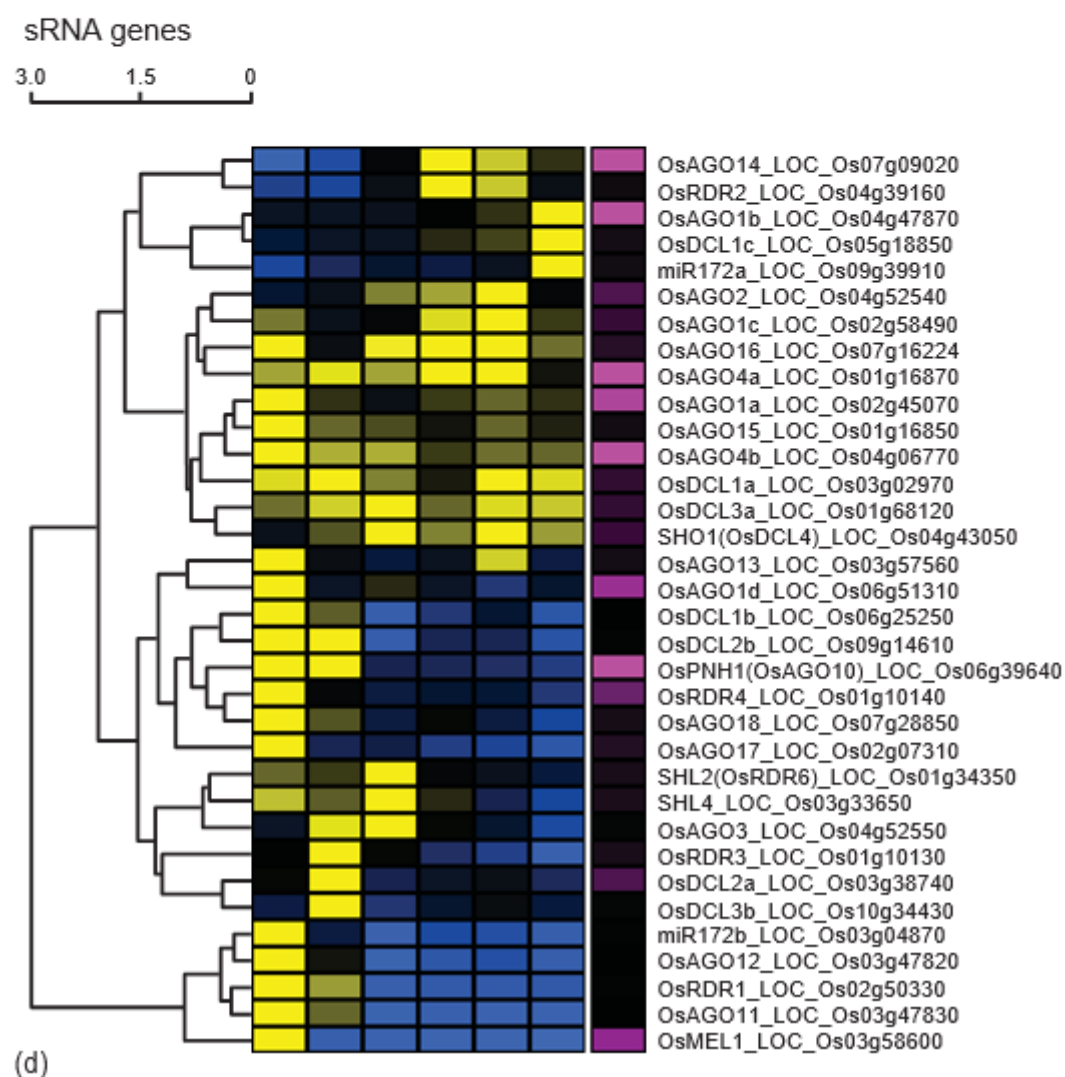 sRNA genes
3.0 1.5 0
OsAGO14_LOC_Os07g09020
OsRDR2_LOC_Os04g39160
OsAGO1b_LOC_Os04g47870
OsDCL1c_LOC_Os05g18850
miR172a_LOC_Os09g39910
OsAGO2_LOC_Os04g52540
OsAGO1c_LOC_Os02g58490
OsAGO16_LOC_Os07g16224
OsAGO4a_LOC_Os01g16870
OsAGO1a_LOC_Os02g45070
OsAGO15_LOC_Os01g16850
OsAGO4b_LOC_Os04g06770
OsDCL1a_LOC_Os03g02970
OsDCL3a_LOC_Os01g68120
SHO1(OsDCL4)_LOC_Os04g43050
OsAGO13_LOC_Os03g57560
OsAGO1d_LOC_Os06g51310
OsDCL1b_LOC_Os06g25250
OsDCL2b_LOC_Os09g14610
OsPNH1(OsAGO10)_LOC_Os06g39640
OsRDR4_LOC_Os01g10140
OsAGO18_LOC_Os07g28850
OsAGO17_LOC_Os02g07310
SHL2(OsRDR6)_LOC_Os01g34350
SHL4_LOC_Os03g33650
OsAGO3_LOC_Os04g52550
OsRDR3_LOC_Os01g10130
OsDCL2a_LOC_Os03g38740
OsDCL3b_LOC_Os10g34430
miR172b_LOC_Os03g04870
OsAGO12_LOC_Os03g47820
OsRDR1_LOC_Os02g50330
OsAGO11_LOC_Os03g47830
OsMEL1_LOC_Os03g58600
(d)